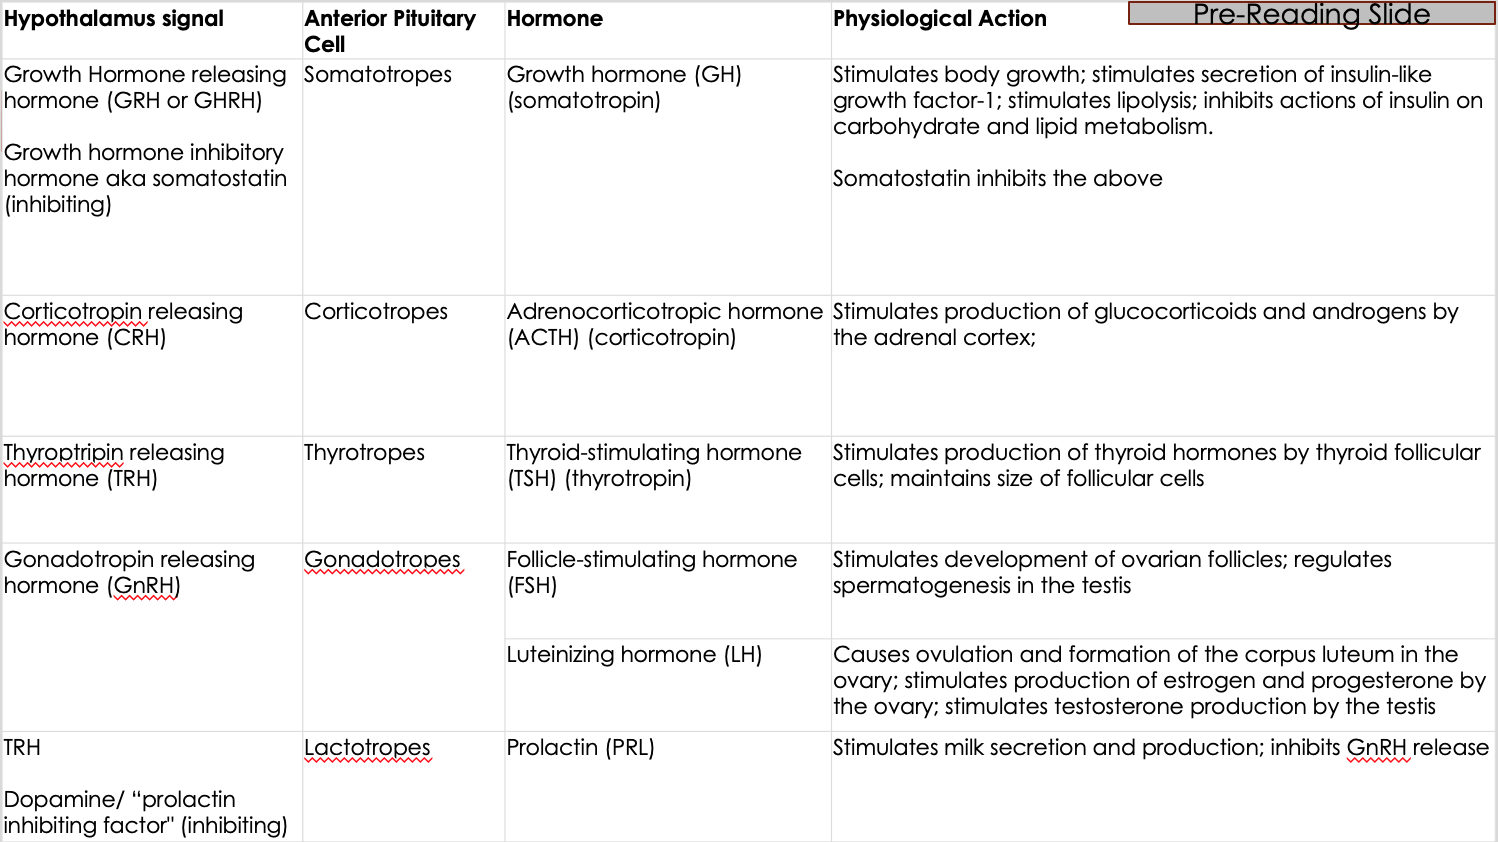 Pre-Reading Slide
Hypothalamus signal
Anterior Pituitary
Cell
Hormone
Physiological Action
Growth Hormone releasing
hormone (GRH or GHRH)
Growth hormone inhibitory
hormone aka somatostatin
(inhibiting)
Somatotropes
Growth hormone (GH)
(somatotropin)
Stimulates body growth; stimulates secretion of insulin-like
growth factor-1; stimulates lipolysis; inhibits actions of insulin on
carbohydrate and lipid metabolism.
Somatostatin inhibits the above
Corticotropin releasing
hormone (CRH)
Corticotropes
Adrenocorticotropic hormone
(ACTH) (corticotropin)
Stimulates production of glucocorticoids and androgens by
the adrenal cortex;
Thyroptripin releasing
hormone (TRH)
Thyrotropes
Thyroid-stimulating hormone
(TSH) (thyrotropin)
Stimulates production of thyroid hormones by thyroid follicular
cells; maintains size of follicular cells
Gonadotropin releasing
hormone (GnRH)
Gonadotropes
Follicle-stimulating hormone
(FSH)
Stimulates development of ovarian follicles; regulates
spermatogenesis in the testis
Luteinizing hormone (LH)
Causes ovulation and formation of the corpus luteum in the
ovary; stimulates production of estrogen and progesterone by
the ovary; stimulates testosterone production by the testis
TRH
Dopamine/ “prolactin
inhibiting factor" (inhibiting)
Lactotropes
Prolactin (PRL)
Stimulates milk secretion and production; inhibits GnRH release